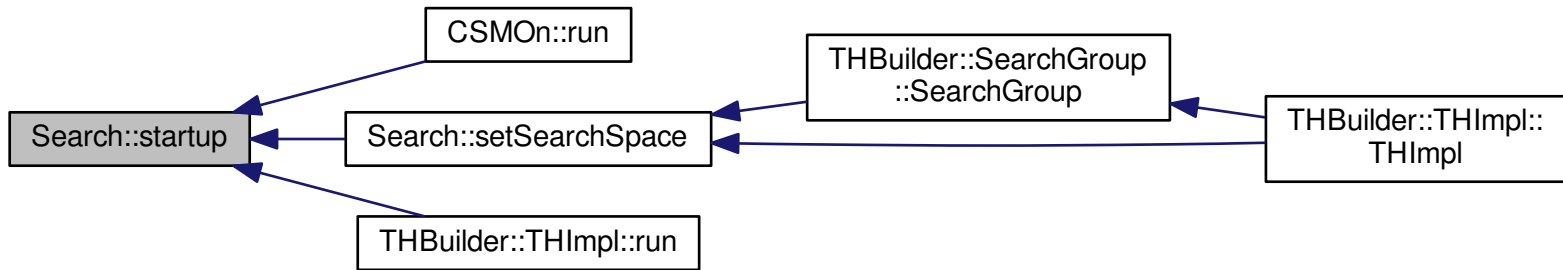 CSMOn::run
Search::startup
Search::setSearchSpace
THBuilder::THImpl::run
THBuilder::SearchGroup
::SearchGroup
THBuilder::THImpl::
THImpl